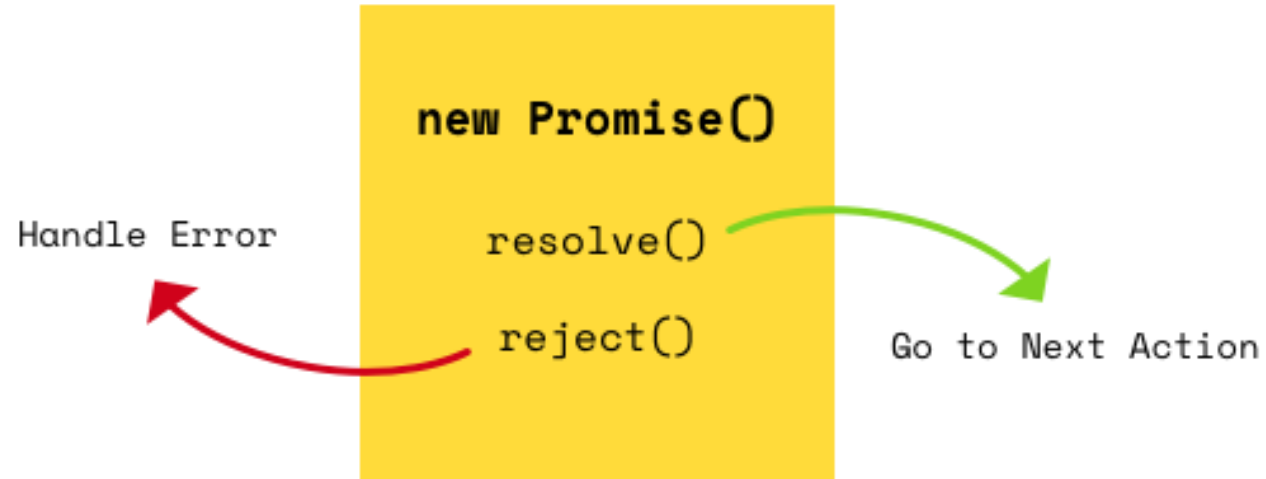 new Promise()
Handle Error
resolve()
reject()
Go to Next Action